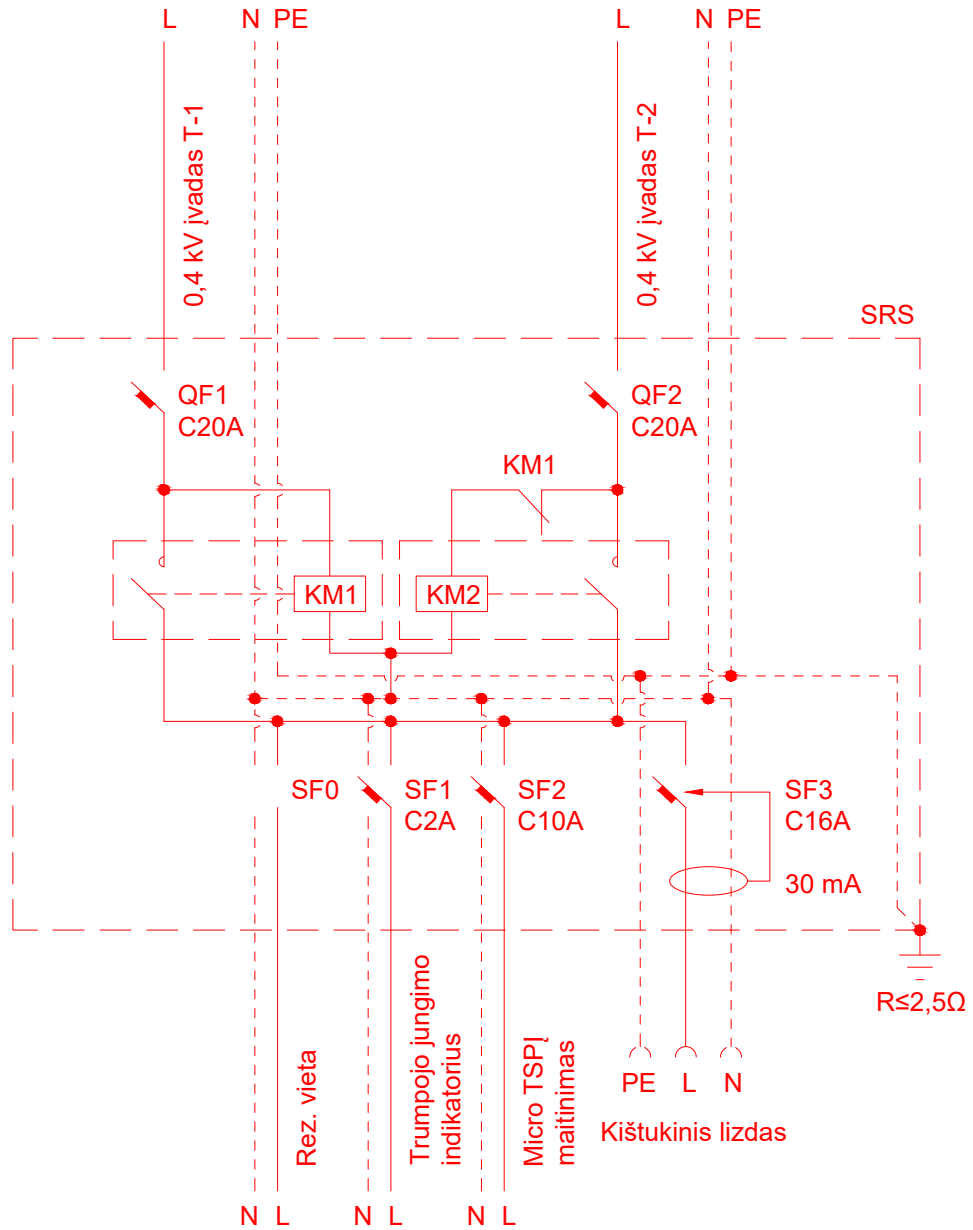 L N PE L N PE
0,4 kV įvadas T-1
0,4 kV įvadas T-2
SRS
QF1
C20A
QF2
C20A
KM1
KM1
KM2
SF0
SF1
C2A
SF2
C10A
SF3
C16A
30 mA
R≤2,5Ω
Rez. vieta
Trumpojo jungimo
indikatorius
Micro TSPĮ
maitinimas
PE L N
Kištukinis lizdas
N L N L N L